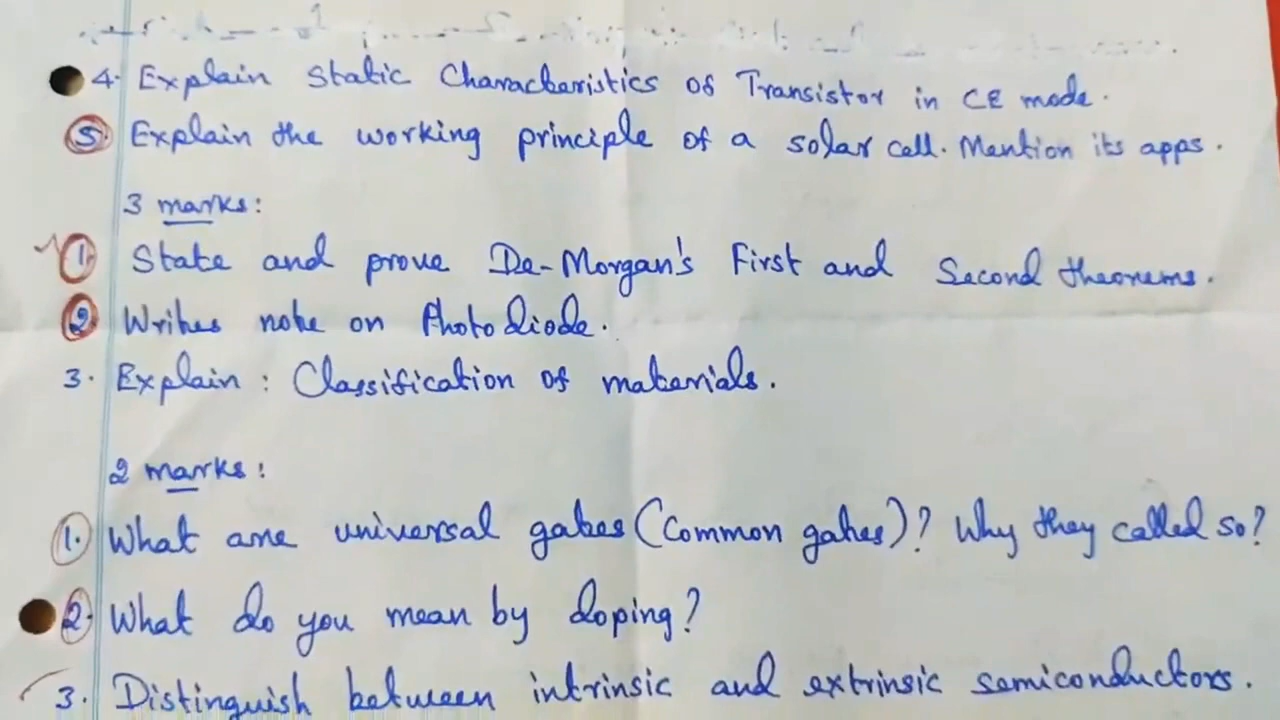 4. Explain Static Characteristics of Transistor in CE mode.
5. Explain the working principle of a solar cell. Mention its apps.
3 marks:
1. State and prove De-Morgan's First and Second theorems.
2. Writes note on Photo diode.
3. Explain : Classification of materials.
2 marks:
1. What are universal gates (Common gates)? Why they called so?
2. What do you mean by doping?
3. Distinguish between intrinsic and extrinsic semiconductors.